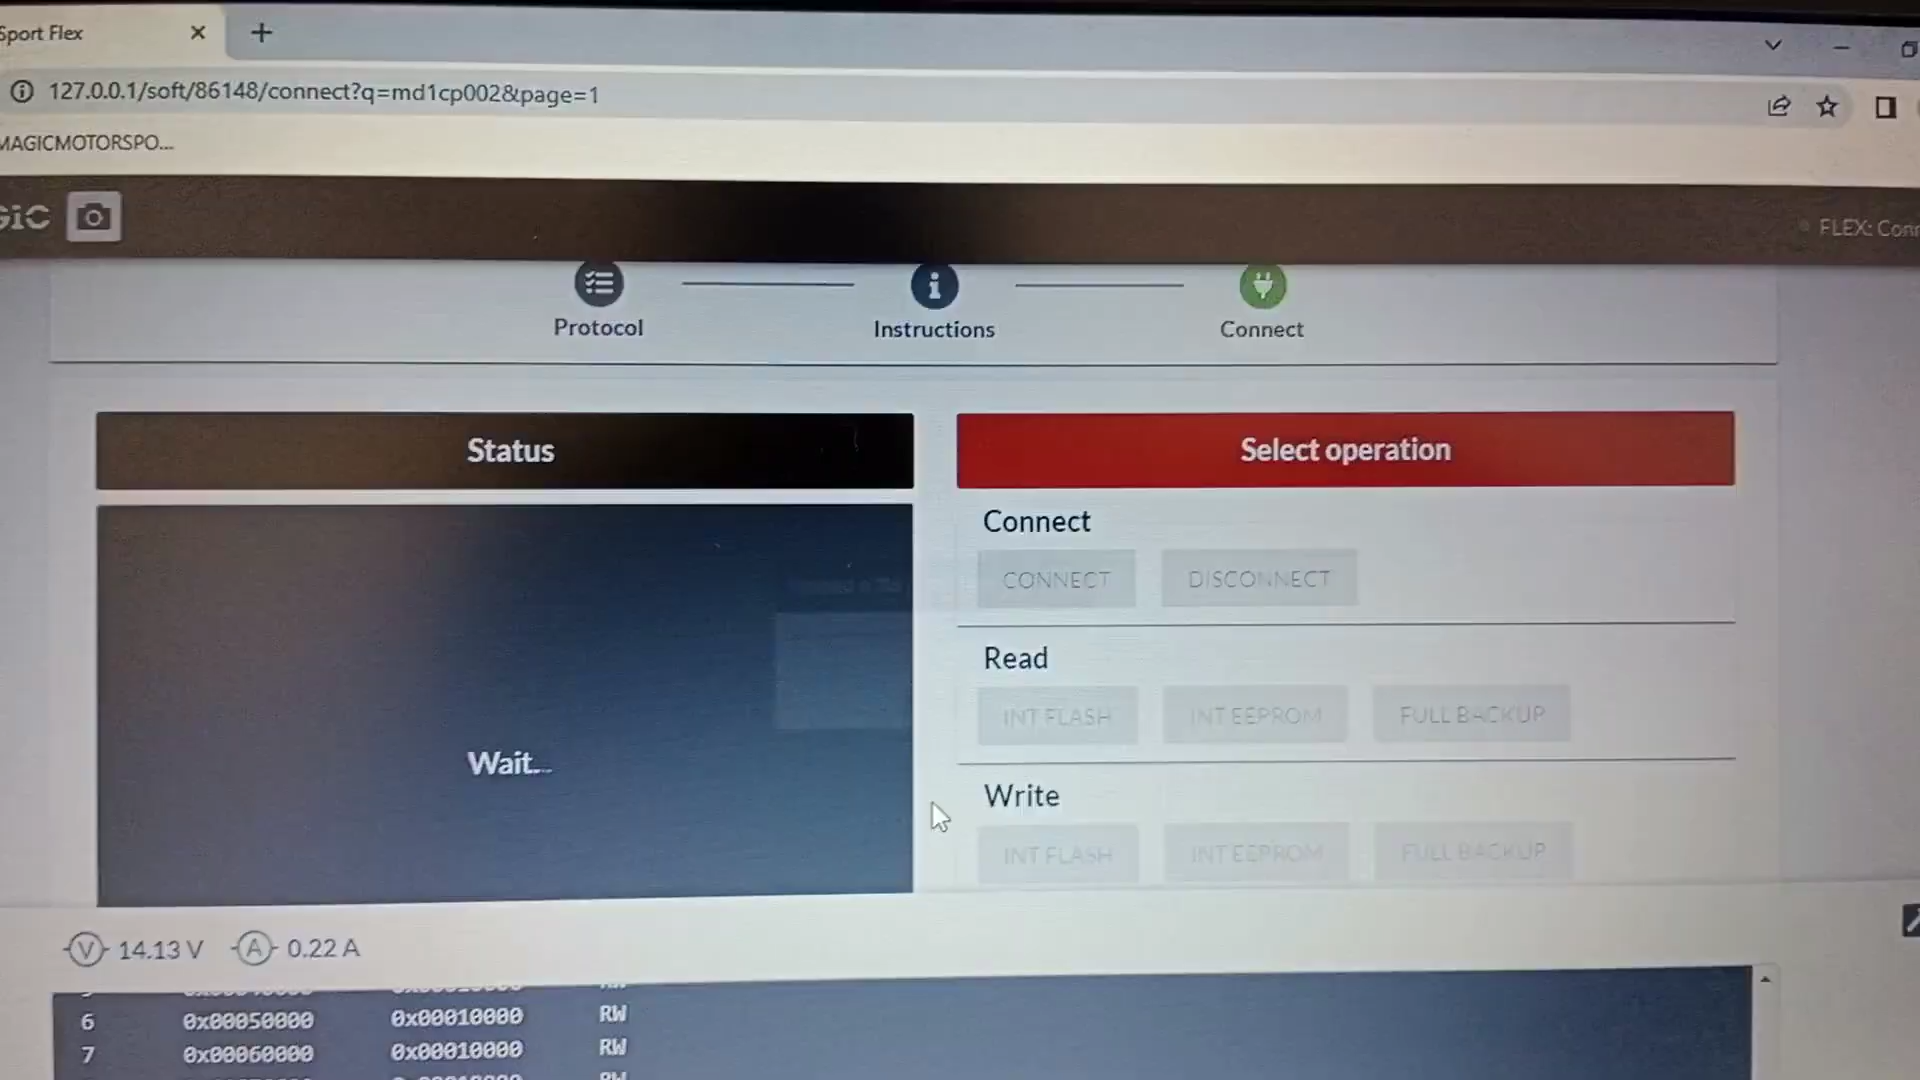 Sport Flex
127.0.0.1/soft/86148/connect?q=md1cp002&page=1
MAGICMOTORSPO...
GiC
FLEX: Conn
Protocol
Instructions
Connect
Status
Select operation
Connect
CONNECT
DISCONNECT
Read
INT FLASH
INT EEPROM
FULL BACKUP
Wait...
Write
INT FLASH
INT EEPROM
FULL BACKUP
V 14.13 V A 0.22 A
6 0x00050000 0x00010000 RW
7 0x00060000 0x00010000 RW